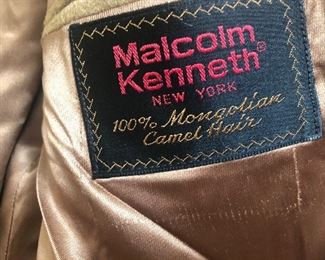 Malcolm
Kenneth®
NEW YORK
100% Mongolian
Camel Hair